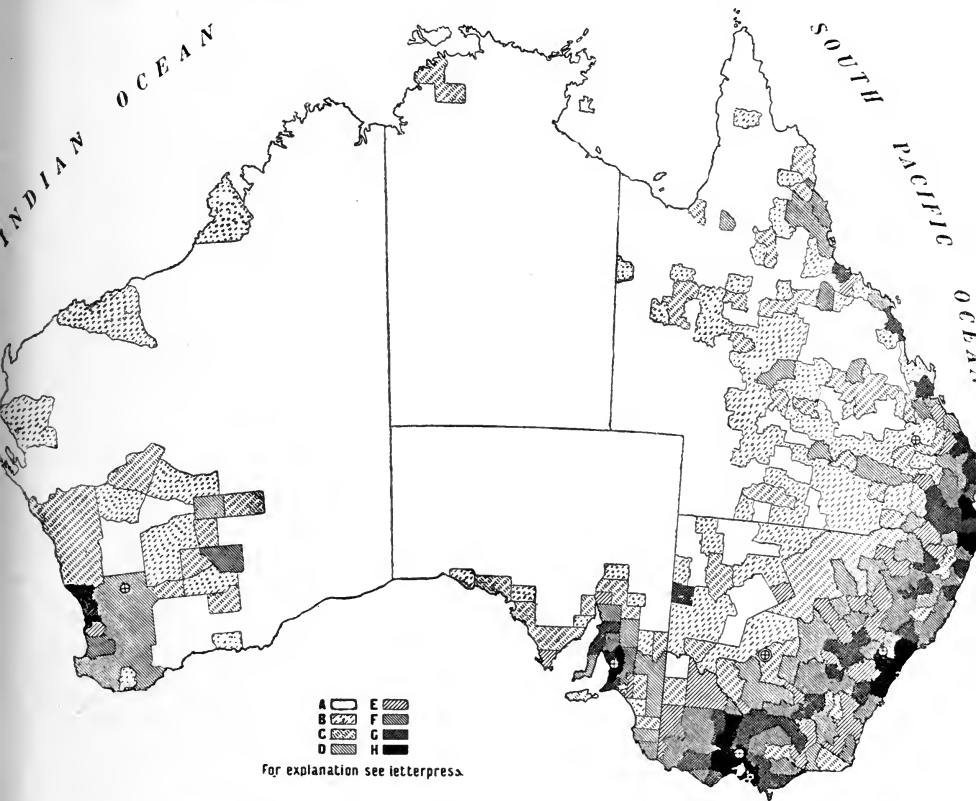 INDIAN OCEAN
SOUTH PACIFIC OCEAN
A E
B F
C G
D H
For explanation see letterpress.